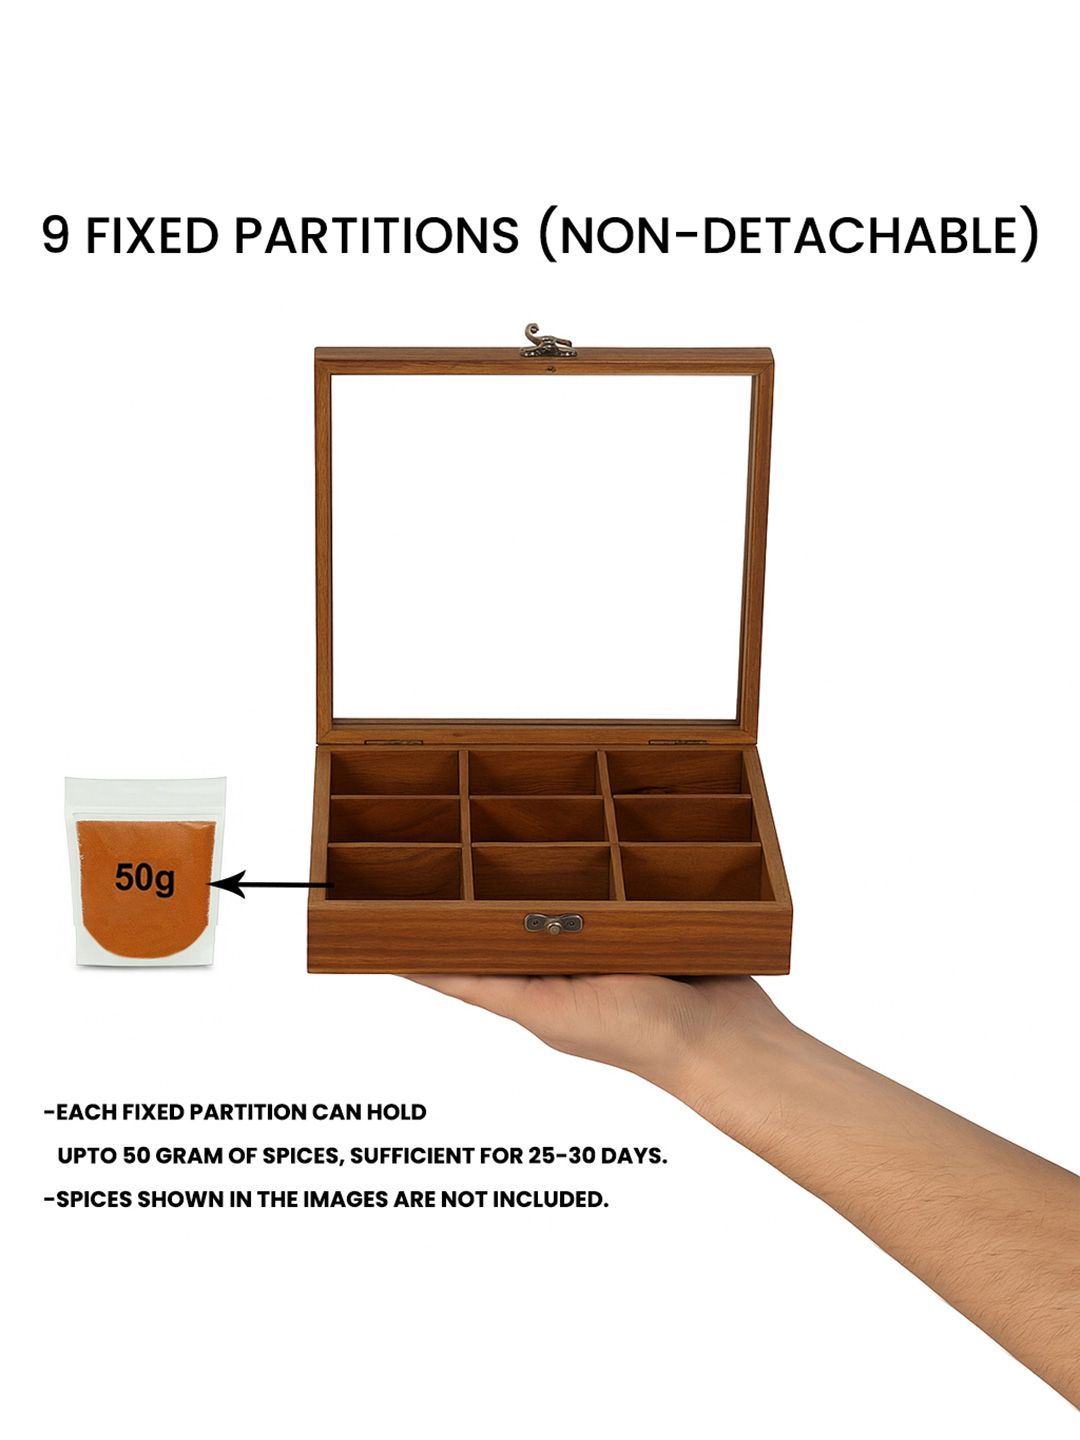 9 FIXED PARTITIONS (NON-DETACHABLE)
50g
-EACH FIXED PARTITION CAN HOLD
UPTO 50 GRAM OF SPICES, SUFFICIENT FOR 25-30 DAYS.
-SPICES SHOWN IN THE IMAGES ARE NOT INCLUDED.